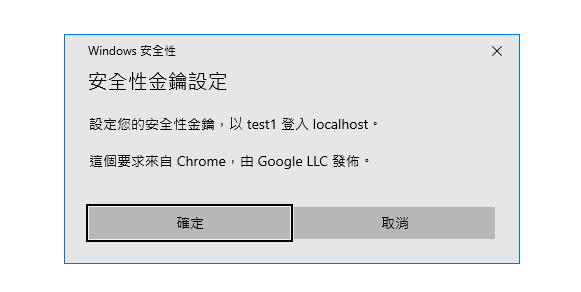 Windows 安全性
安全性金鑰設定
設定您的安全性金鑰，以 test1 登入 localhost。
這個要求來自 Chrome，由 Google LLC 發佈。
確定
取消